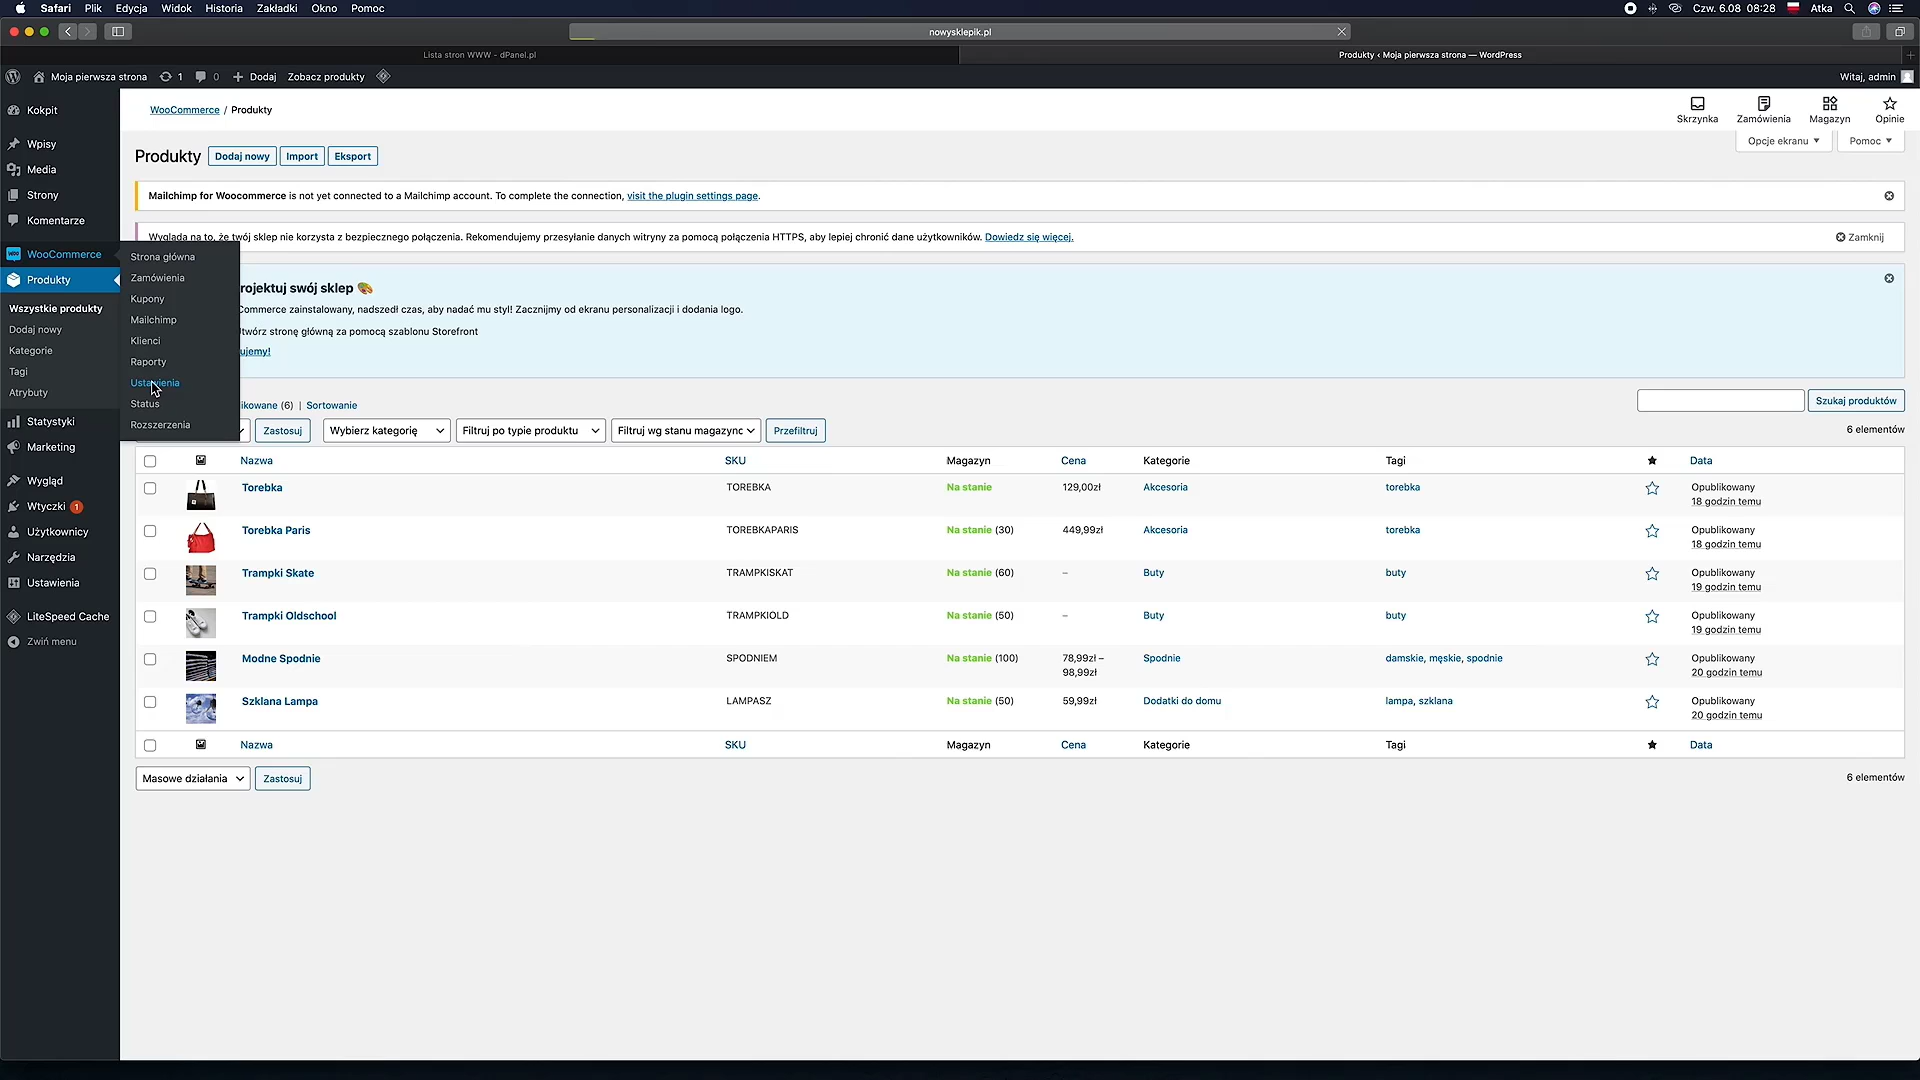 Safari Plik Edycja Widok Historia Zakładki Okno Pomoc Czw. 6.08 08:28 Atka
nowysklepik.pl
Lista stron WWW - dPanel.pl Produkty ‹ Moja pierwsza strona — WordPress
Moja pierwsza strona 1 0 Dodaj Zobacz produkty Witaj, admin
Kokpit
Wpisy
Media
Strony
Komentarze
WooCommerce
Produkty
Wszystkie produkty
Dodaj nowy
Kategorie
Tagi
Atrybuty
Statystyki
Marketing
Wygląd
Wtyczki 1
Użytkownicy
Narzędzia
Ustawienia
LiteSpeed Cache
Zwiń menu
Strona główna
Zamówienia
Kupony
Mailchimp
Klienci
Raporty
Ustawienia
Status
Rozszerzenia
WooCommerce / Produkty
Skrzynka Zamówienia Magazyn Opinie
Opcje ekranu Pomoc
Produkty Dodaj nowy Import Eksport
Mailchimp for Woocommerce is not yet connected to a Mailchimp account. To complete the connection, visit the plugin settings page.
Wygląda na to, że twój sklep nie korzysta z bezpiecznego połączenia. Rekomendujemy przesyłanie danych witryny za pomocą połączenia HTTPS, aby lepiej chronić dane użytkowników. Dowiedz się więcej. Zamknij
rojektuj swój sklep 🎨
Commerce zainstalowany, nadszedł czas, aby nadać mu styl! Zacznijmy od ekranu personalizacji i dodania logo.
twórz stronę główną za pomocą szablonu Storefront
ujemy!
likowane (6) | Sortowanie
Szukaj produktów
Zastosuj Wybierz kategorię Filtruj po typie produktu Filtruj wg stanu magazync Przefiltruj 6 elementów
Nazwa SKU Magazyn Cena Kategorie Tagi Data
Torebka TOREBKA Na stanie 129,00zł Akcesoria torebka Opublikowany
18 godzin temu
Torebka Paris TOREBKAPARIS Na stanie (30) 449,99zł Akcesoria torebka Opublikowany
18 godzin temu
Trampki Skate TRAMPKISKAT Na stanie (60) – Buty buty Opublikowany
19 godzin temu
Trampki Oldschool TRAMPKIOLD Na stanie (50) – Buty buty Opublikowany
19 godzin temu
Modne Spodnie SPODNIEM Na stanie (100) 78,99zł – Spodnie damskie, męskie, spodnie Opublikowany
98,99zł 20 godzin temu
Szklana Lampa LAMPASZ Na stanie (50) 59,99zł Dodatki do domu lampa, szklana Opublikowany
20 godzin temu
Nazwa SKU Magazyn Cena Kategorie Tagi Data
Masowe działania Zastosuj 6 elementów